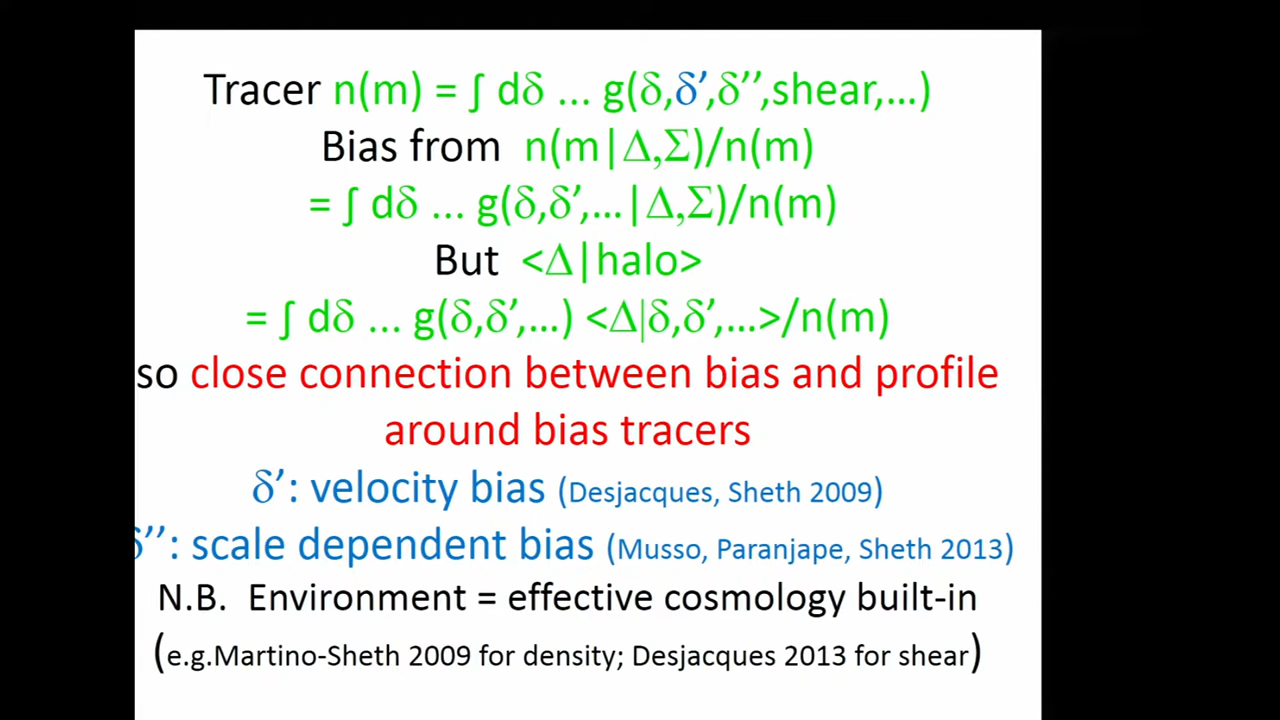 Tracer n(m) = ∫ dδ ... g(δ,δ’,δ’’,shear,…)
Bias from n(m|Δ,Σ)/n(m)
= ∫ dδ ... g(δ,δ’,…|Δ,Σ)/n(m)
But <Δ|halo>
= ∫ dδ ... g(δ,δ’,…) <Δ|δ,δ’,…>/n(m)
so close connection between bias and profile
around bias tracers
δ’: velocity bias (Desjacques, Sheth 2009)
δ’’: scale dependent bias (Musso, Paranjape, Sheth 2013)
N.B. Environment = effective cosmology built-in
(e.g.Martino-Sheth 2009 for density; Desjacques 2013 for shear)